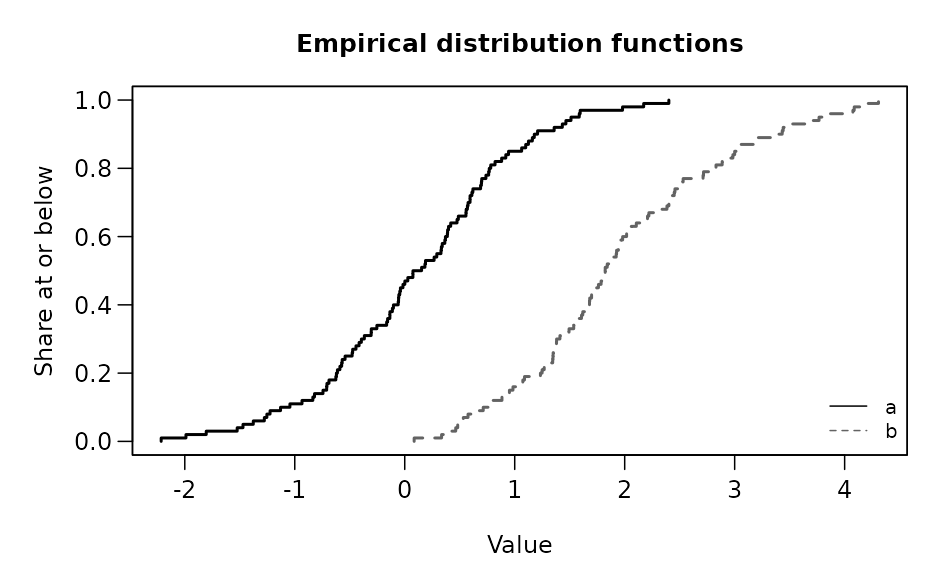 Empirical distribution functions
Share at or below
1.0
0.8
0.6
0.4
0.2
0.0
a
b
-2 -1 0 1 2 3 4
Value